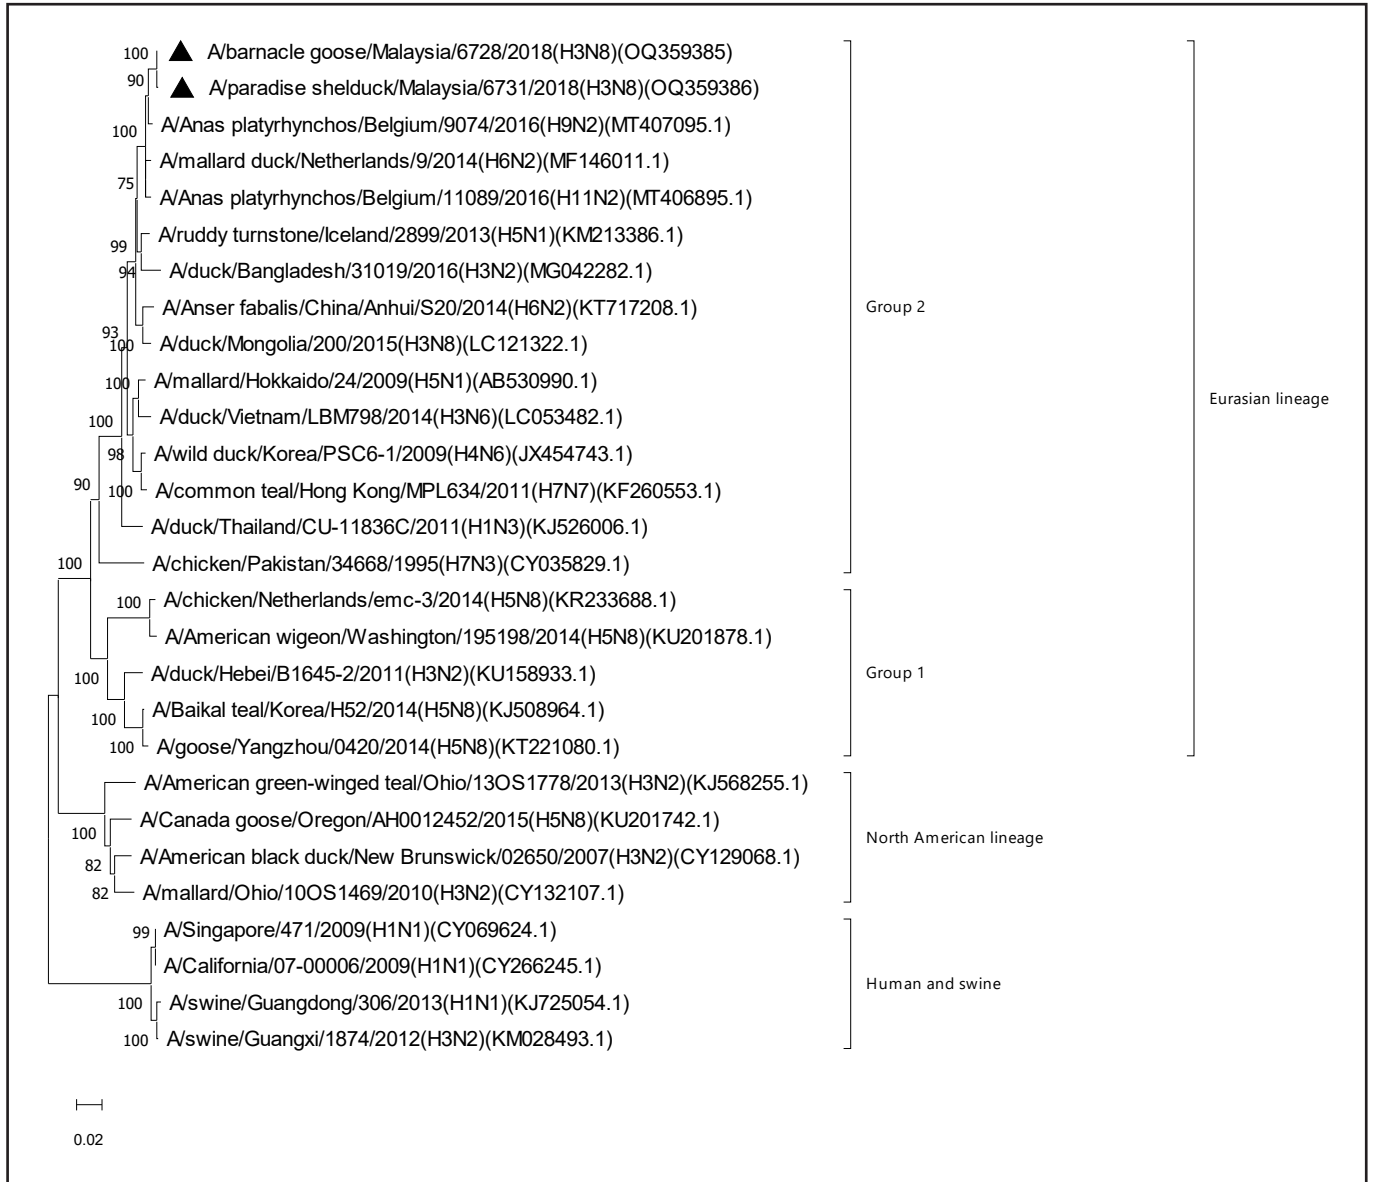 100
A/barnacle goose/Malaysia/6728/2018(H3N8)(OQ359385)
90
A/paradise shelduck/Malaysia/6731/2018(H3N8)(OQ359386)
100
A/Anas platyrhynchos/Belgium/9074/2016(H9N2)(MT407095.1)
A/mallard duck/Netherlands/9/2014(H6N2)(MF146011.1)
75
A/Anas platyrhynchos/Belgium/11089/2016(H11N2)(MT406895.1)
99
A/ruddy turnstone/Iceland/2899/2013(H5N1)(KM213386.1)
94
A/duck/Bangladesh/31019/2016(H3N2)(MG042282.1)
A/Anser fabalis/China/Anhui/S20/2014(H6N2)(KT717208.1)
Group 2
93
100
A/duck/Mongolia/200/2015(H3N8)(LC121322.1)
100
A/mallard/Hokkaido/24/2009(H5N1)(AB530990.1)
Eurasian lineage
100
A/duck/Vietnam/LBM798/2014(H3N6)(LC053482.1)
98
A/wild duck/Korea/PSC6-1/2009(H4N6)(JX454743.1)
90
100
A/common teal/Hong Kong/MPL634/2011(H7N7)(KF260553.1)
A/duck/Thailand/CU-11836C/2011(H1N3)(KJ526006.1)
100
A/chicken/Pakistan/34668/1995(H7N3)(CY035829.1)
100
A/chicken/Netherlands/emc-3/2014(H5N8)(KR233688.1)
A/American wigeon/Washington/195198/2014(H5N8)(KU201878.1)
100
A/duck/Hebei/B1645-2/2011(H3N2)(KU158933.1)
Group 1
100
A/Baikal teal/Korea/H52/2014(H5N8)(KJ508964.1)
100
A/goose/Yangzhou/0420/2014(H5N8)(KT221080.1)
A/American green-winged teal/Ohio/13OS1778/2013(H3N2)(KJ568255.1)
100
A/Canada goose/Oregon/AH0012452/2015(H5N8)(KU201742.1)
North American lineage
82
A/American black duck/New Brunswick/02650/2007(H3N2)(CY129068.1)
82
A/mallard/Ohio/10OS1469/2010(H3N2)(CY132107.1)
99
A/Singapore/471/2009(H1N1)(CY069624.1)
A/California/07-00006/2009(H1N1)(CY266245.1)
Human and swine
100
A/swine/Guangdong/306/2013(H1N1)(KJ725054.1)
100
A/swine/Guangxi/1874/2012(H3N2)(KM028493.1)
0.02